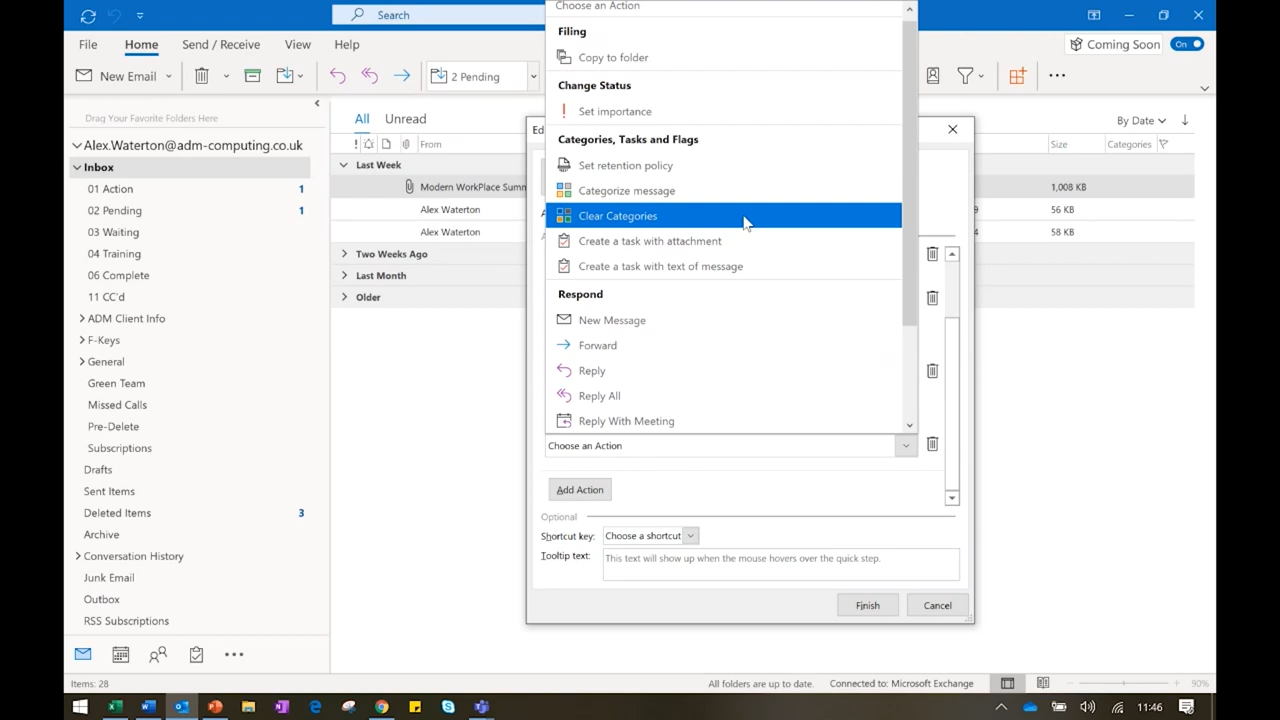 Search
Choose an Action
File
Home
Send / Receive
View
Help
Coming Soon
On
Filing
Copy to folder
New Email
2 Pending
Change Status
Set importance
Drag Your Favorite Folders Here
All
Unread
By Date
Categories, Tasks and Flags
Ed
From
Size
Categories
Alex.Waterton@adm-computing.co.uk
Inbox
Last Week
Set retention policy
01 Action 1
Modern WorkPlace Summ
Categorize message
1,008 KB
02 Pending 1
Alex Waterton
Clear Categories
9
56 KB
03 Waiting
Alex Waterton
Create a task with attachment
6
58 KB
04 Training
Two Weeks Ago
Create a task with text of message
06 Complete
Last Month
11 CC'd
Older
Respond
ADM Client Info
New Message
F-Keys
Forward
General
Reply
Green Team
Reply All
Missed Calls
Reply With Meeting
Pre-Delete
Choose an Action
Subscriptions
Drafts
Sent Items
Add Action
Deleted Items 3
Optional
Archive
Shortcut key: Choose a shortcut
Conversation History
Tooltip text: This text will show up when the mouse hovers over the quick step.
Junk Email
Outbox
Finish
Cancel
RSS Subscriptions
Items: 28
All folders are up to date.
Connected to: Microsoft Exchange
90%
11:46